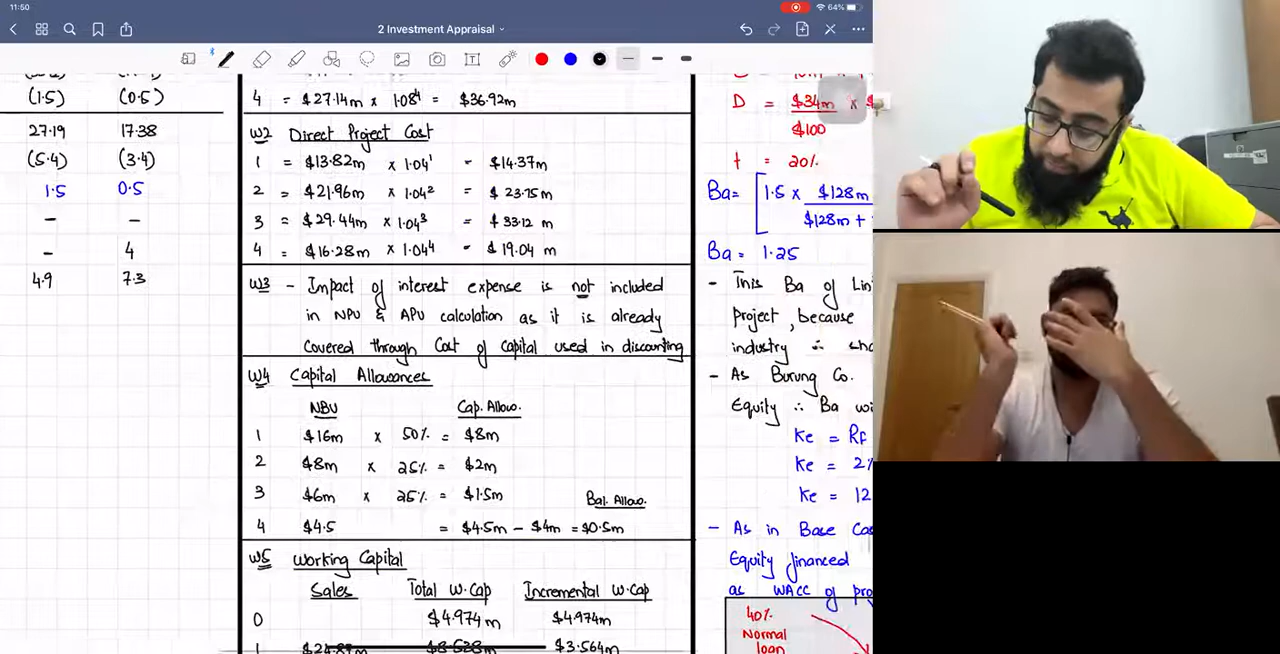 11:50
64%
2 Investment Appraisal
(1.5) (0.5)
27.19 17.38
(5.4) (3.4)
1.5 0.5
- -
- 4
4.9 7.3
4 = $27.14m x 1.08⁴ = $36.92m
W2 Direct Project Cost
1 = $13.82m x 1.04¹ = $14.37m
2 = $21.96m x 1.04² = $23.75m
3 = $29.44m x 1.04³ = $33.12 m
4 = $16.28m x 1.04⁴ = $19.04 m
W3 - Impact of interest expense is not included
in NPV & APV calculation as it is already
covered through Cost of capital used in discounting
W4 Capital Allowances
NBV Cap. Allow.
1 $16m x 50% = $8m
2 $8m x 25% = $2m
3 $6m x 25% = $1.5m Bal. Allow.
4 $4.5 = $4.5m - $4m = $0.5m
W5 Working Capital
Sales Total W.Cap Incremental W.Cap
0 $4.974m $4.974m
1 $3.564m
D = $34m x $
$100
t = 20%
Ba = [1.5 x $128m
$128m +
Ba = 1.25
- This Ba of
project, because
industry ∴
- As Burung Co.
Equity ∴ Ba
Ke = Rf
Ke = 2%
Ke = 12
- As in Base
Equity financed
as WACC of
40%
Normal
loan